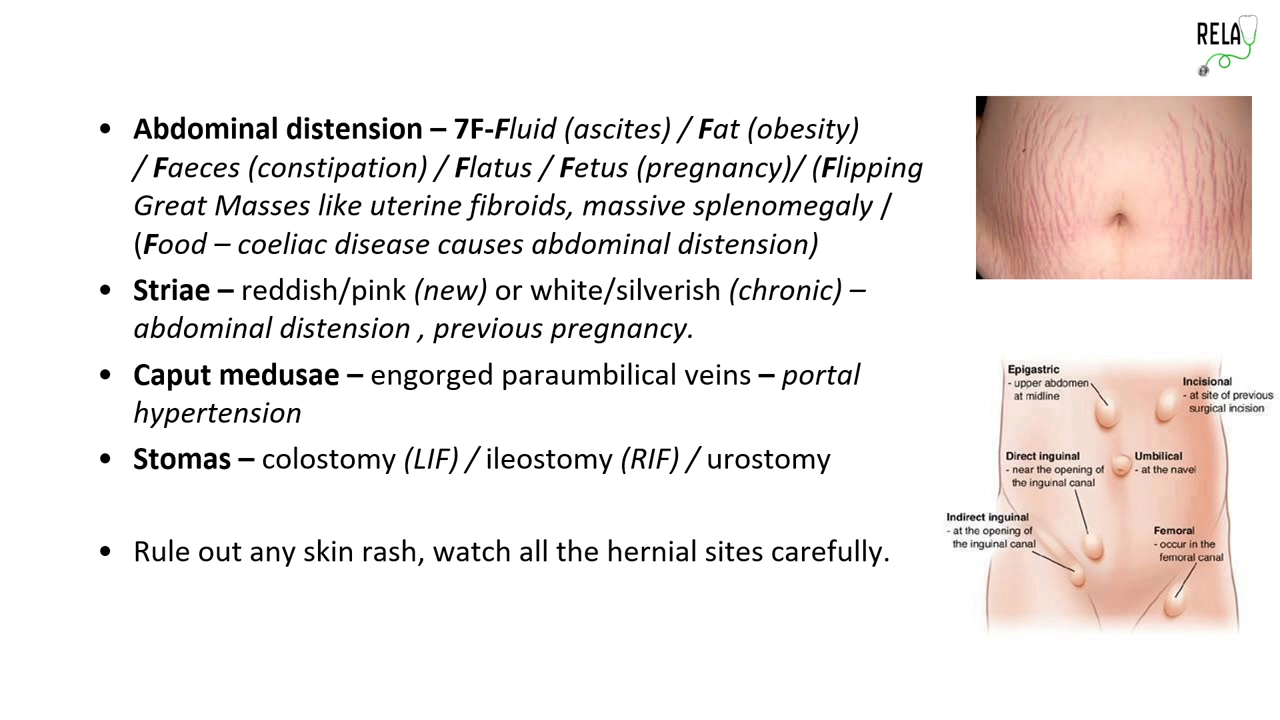 RELAY
• Abdominal distension – 7F-Fluid (ascites) / Fat (obesity)
/ Faeces (constipation) / Flatus / Fetus (pregnancy)/ (Flipping
Great Masses like uterine fibroids, massive splenomegaly /
(Food – coeliac disease causes abdominal distension)
• Striae – reddish/pink (new) or white/silverish (chronic) –
abdominal distension , previous pregnancy.
• Caput medusae – engorged paraumbilical veins – portal
hypertension
• Stomas – colostomy (LIF) / ileostomy (RIF) / urostomy
• Rule out any skin rash, watch all the hernial sites carefully.
Epigastric
- upper abdomen
at midline
Incisional
- at site of previous
surgical incision
Direct inguinal
- near the opening of
the inguinal canal
Umbilical
- at the navel
Indirect inguinal
- at the opening of
the inguinal canal
Femoral
- occur in the
femoral canal